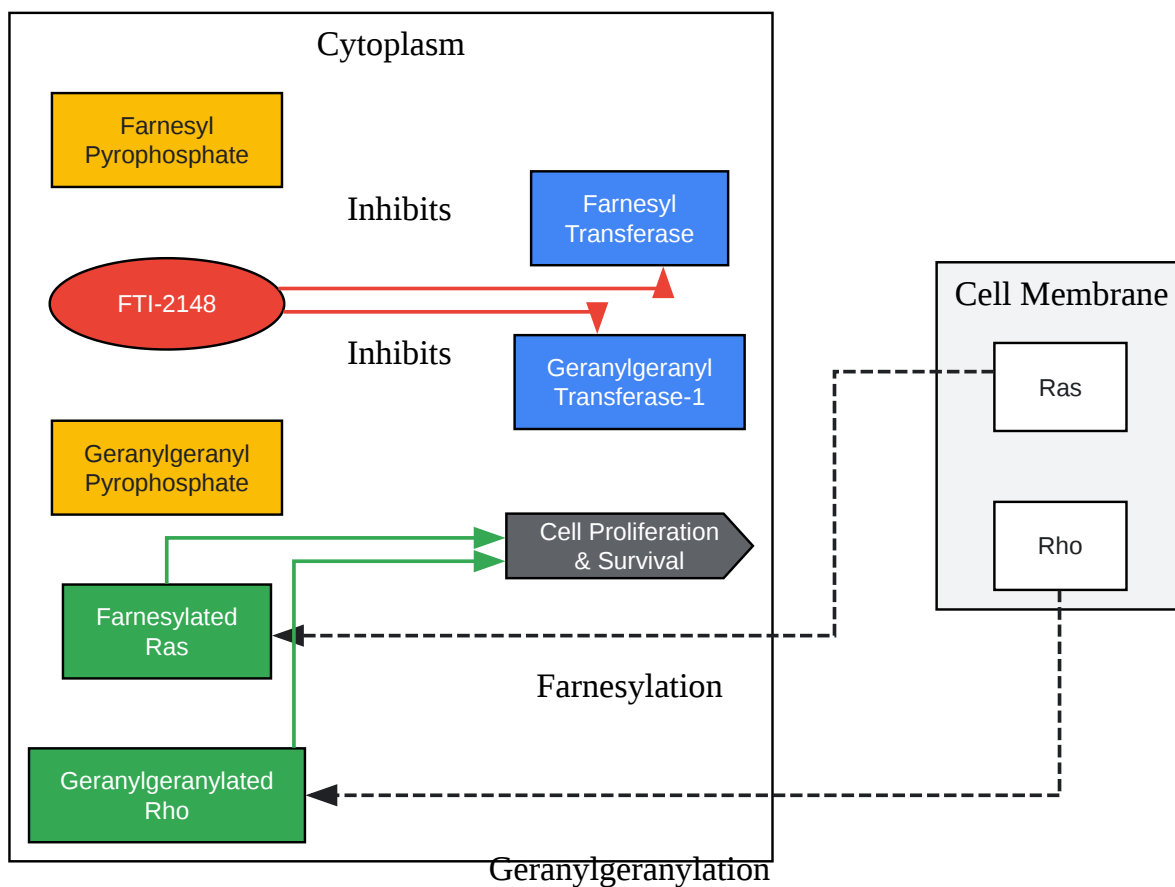 Cytoplasm
Farnesyl
Pyrophosphate
Inhibits
Farnesyl
Transferase
FTI-2148
Inhibits
Geranylgeranyl
Transferase-1
Geranylgeranyl
Pyrophosphate
Cell Proliferation
& Survival
Farnesylated
Ras
Farnesylation
Geranylgeranylated
Rho
Geranylgeranylation
Cell Membrane
Ras
Rho